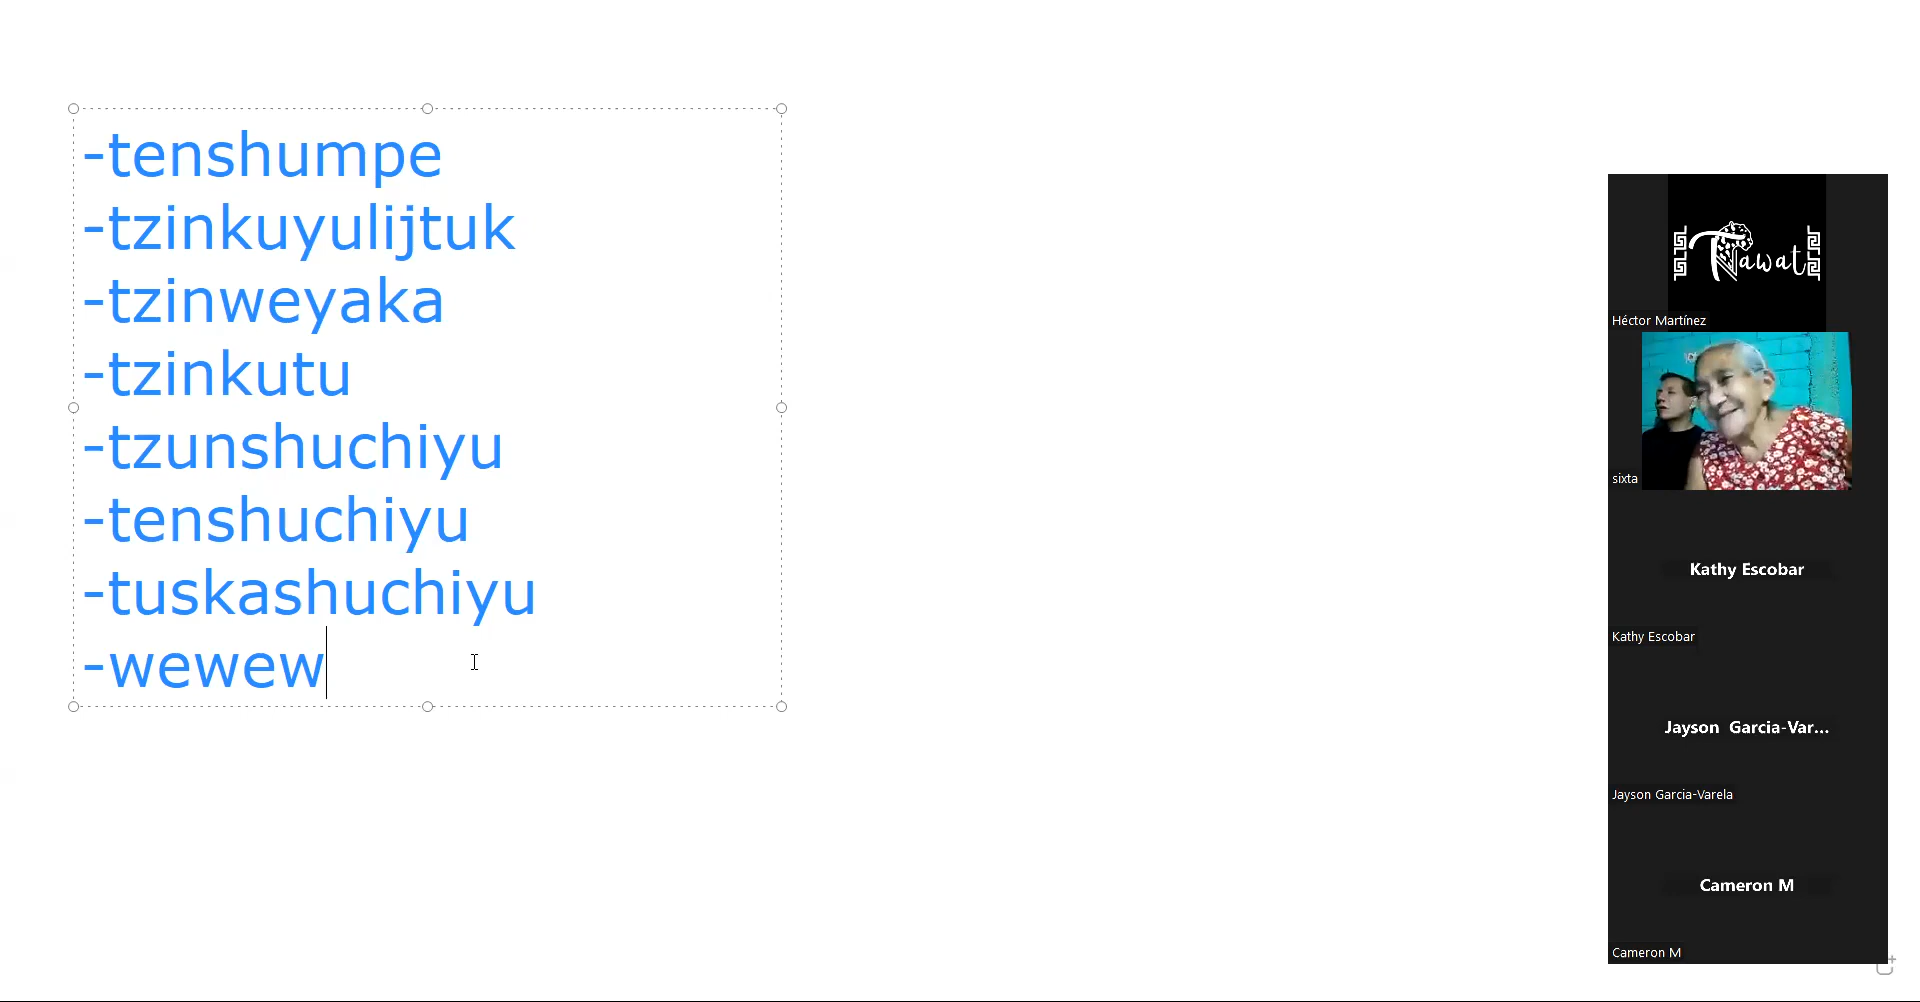 -tenshumpe
-tzinkuyulijtuk
-tzinweyaka
-tzinkutu
-tzunshuchiyu
-tenshuchiyu
-tuskashuchiyu
-wewew
Tawat
Héctor Martínez
sixta
Kathy Escobar
Kathy Escobar
Jayson Garcia-Var...
Jayson Garcia-Varela
Cameron M
Cameron M